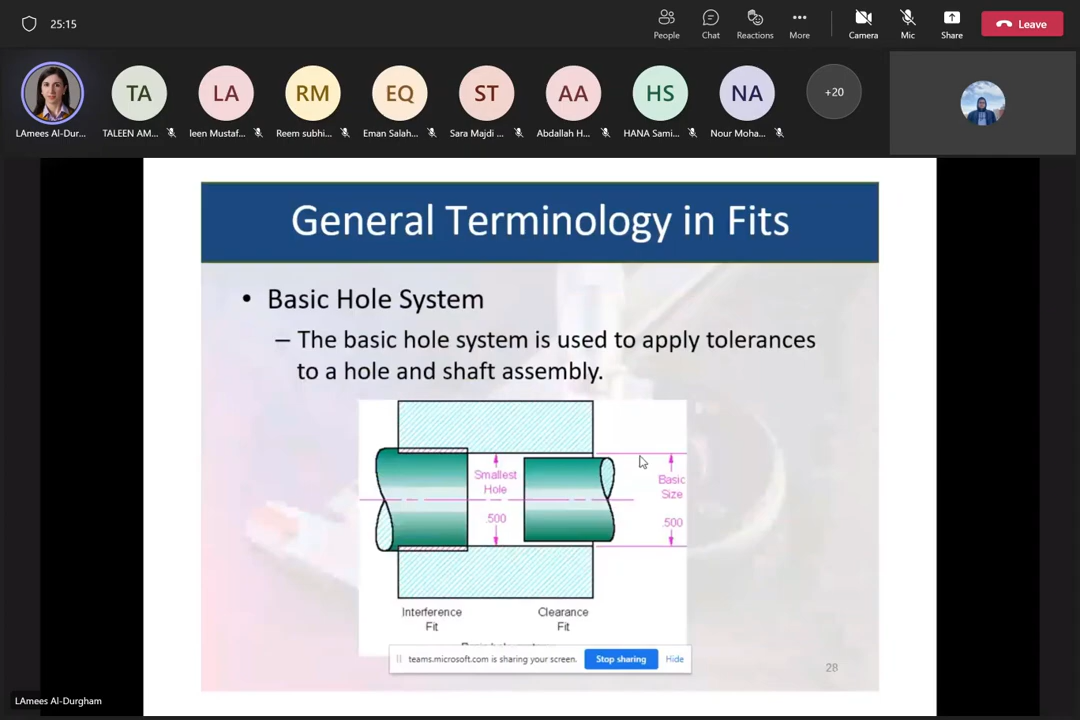 25:15
People
Chat
Reactions
More
Camera
Mic
Share
Leave
TA
LA
RM
EQ
ST
AA
HS
NA
+20
LAmees Al-Dur...
TALEEN AM...
leen Mustaf...
Reem subhi...
Eman Salah...
Sara Majdi ...
Abdallah H...
HANA Sami...
Nour Moha...
General Terminology in Fits
• Basic Hole System
– The basic hole system is used to apply tolerances
to a hole and shaft assembly.
Smallest
Hole
.500
Basic
Size
.500
Interference
Fit
Clearance
Fit
teams.microsoft.com is sharing your screen.
Stop sharing
Hide
28
LAmees Al-Durgham